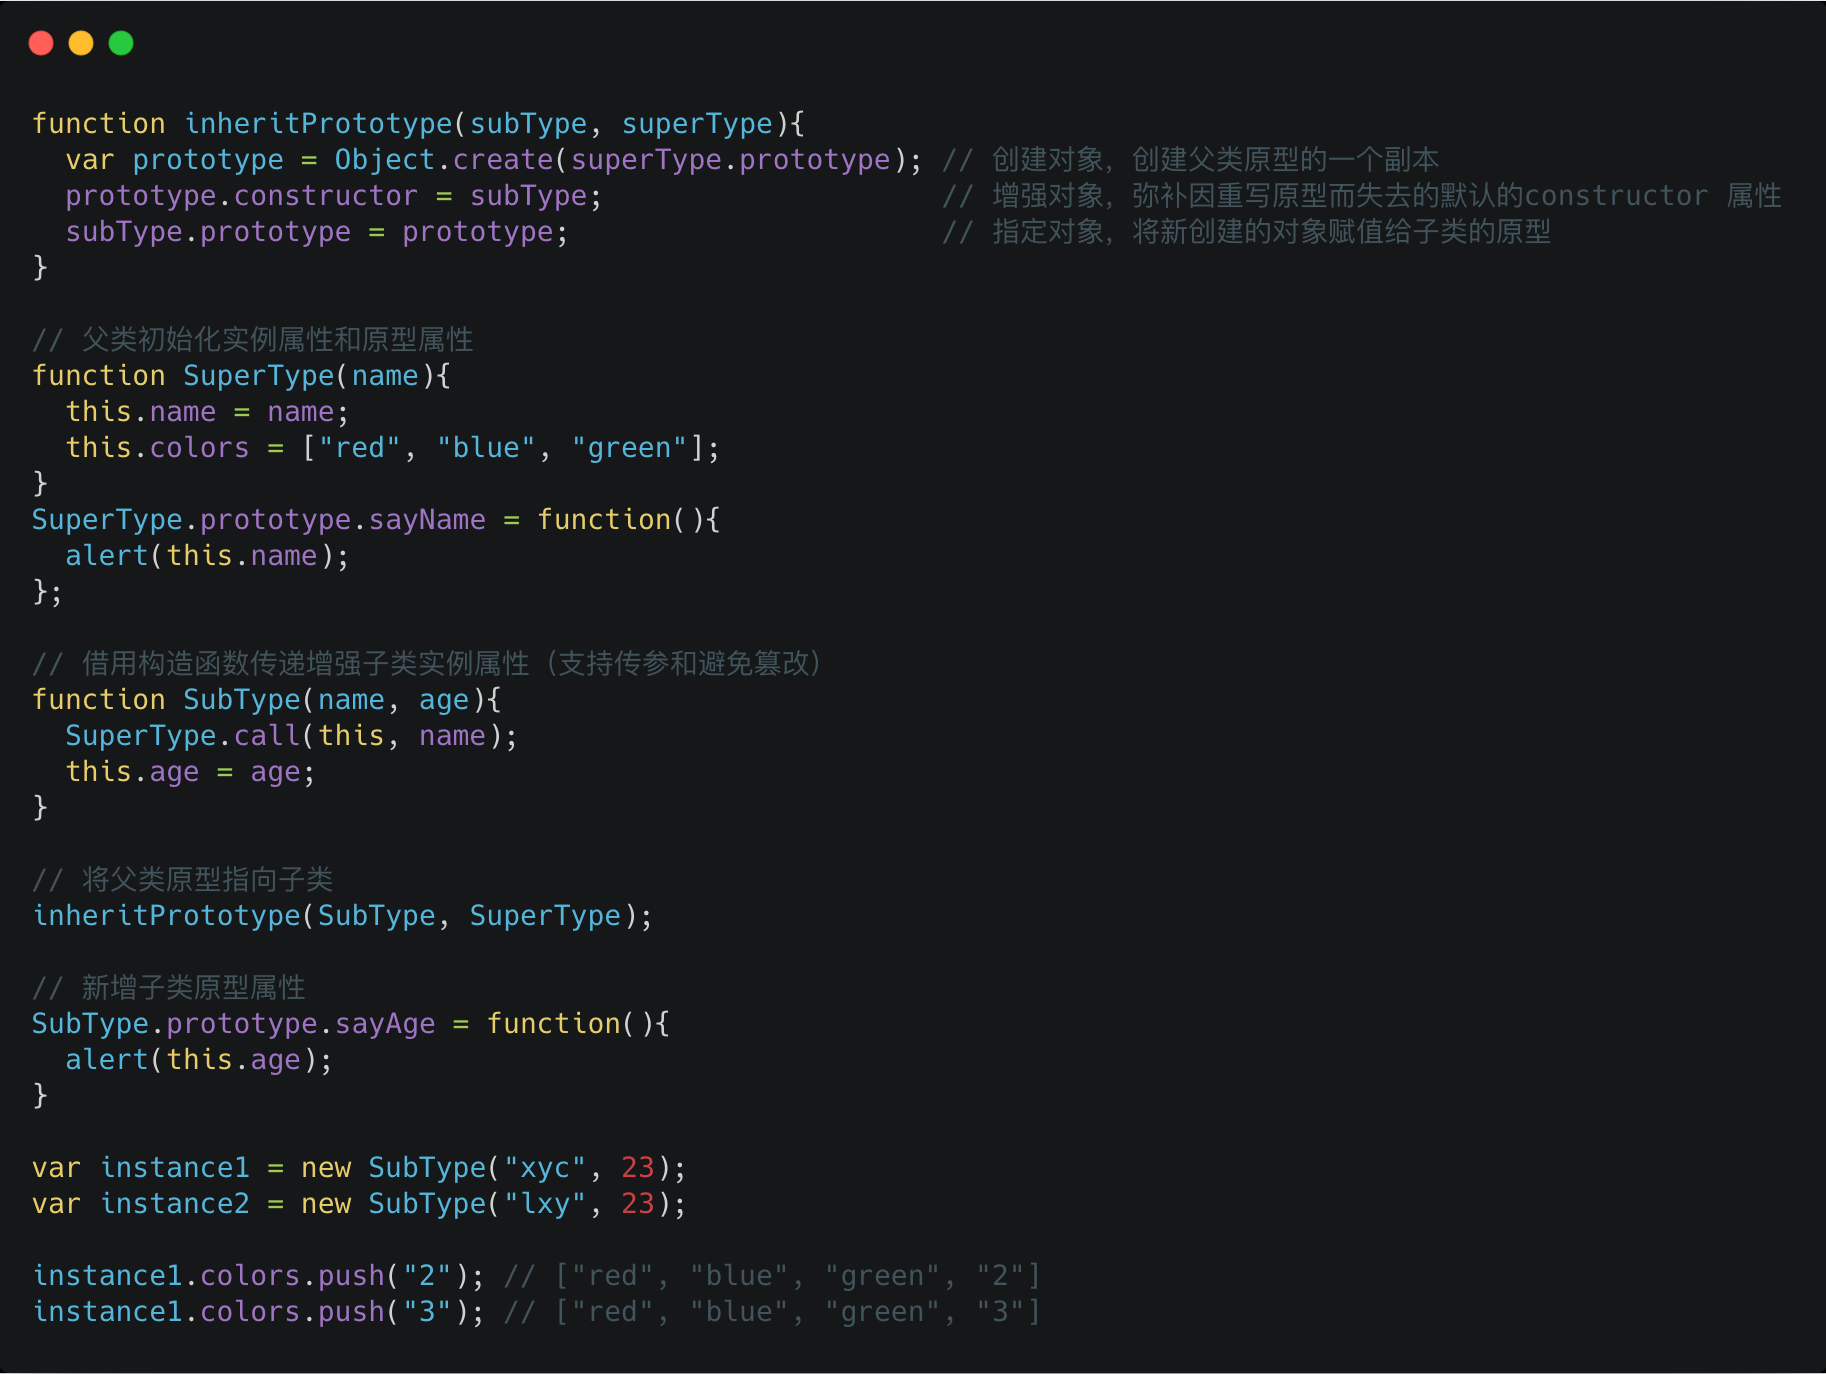 function inheritPrototype(subType, superType){
  var prototype = Object.create(superType.prototype); // 创建对象，创建父类原型的一个副本
  prototype.constructor = subType;                    // 增强对象，弥补因重写原型而失去的默认的constructor 属性
  subType.prototype = prototype;                      // 指定对象，将新创建的对象赋值给子类的原型
}

// 父类初始化实例属性和原型属性
function SuperType(name){
  this.name = name;
  this.colors = ["red", "blue", "green"];
}
SuperType.prototype.sayName = function(){
  alert(this.name);
};

// 借用构造函数传递增强子类实例属性（支持传参和避免篡改）
function SubType(name, age){
  SuperType.call(this, name);
  this.age = age;
}

// 将父类原型指向子类
inheritPrototype(SubType, SuperType);

// 新增子类原型属性
SubType.prototype.sayAge = function(){
  alert(this.age);
}

var instance1 = new SubType("xyc", 23);
var instance2 = new SubType("lxy", 23);

instance1.colors.push("2"); // ["red", "blue", "green", "2"]
instance1.colors.push("3"); // ["red", "blue", "green", "3"]